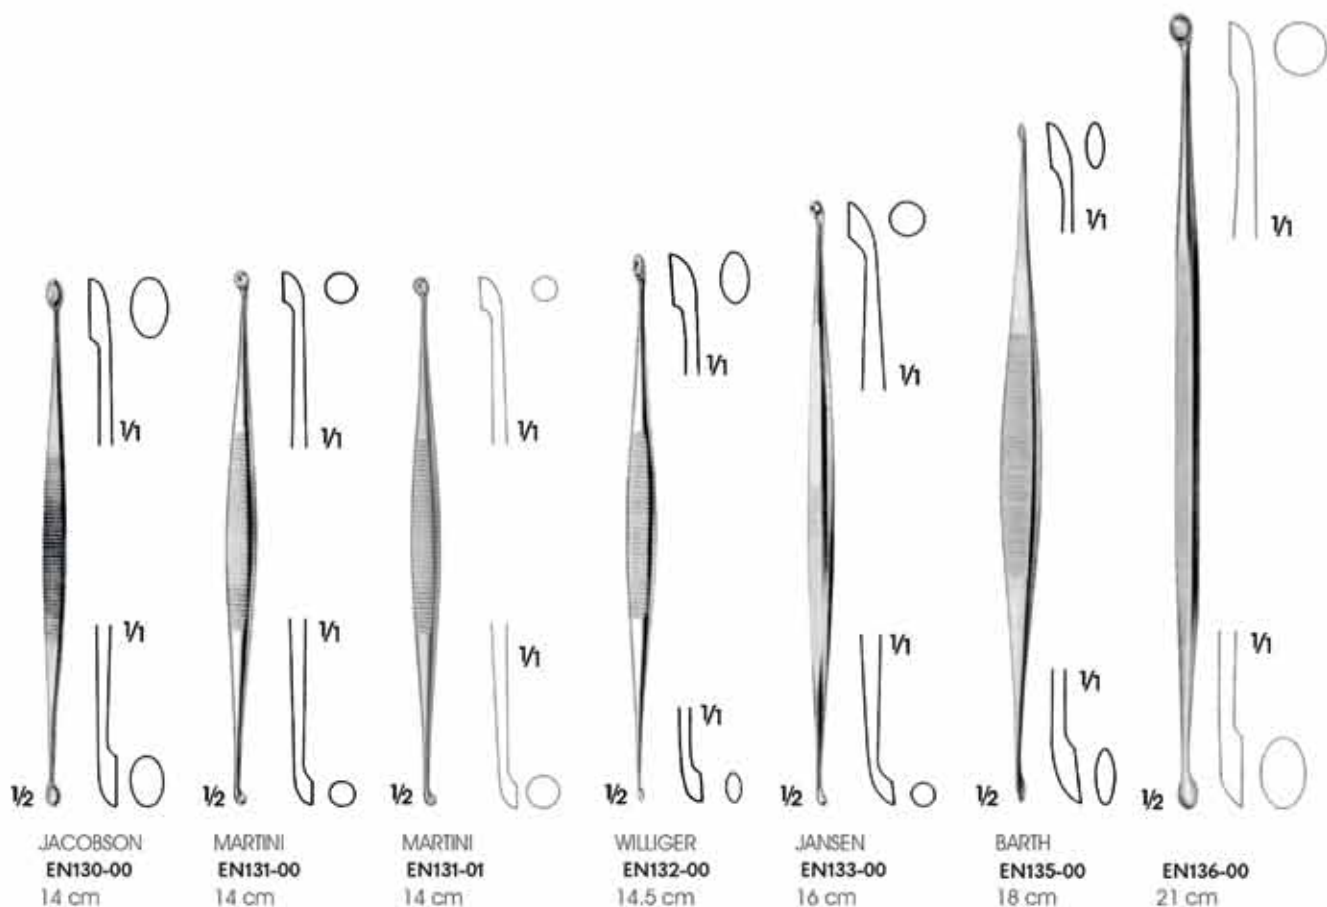 1/1
1/1
1/1
1/1
1/1
1/1
1/1
1/1
1/1
1/1
1/1
1/1
1/1
1/1
1/2
1/2
1/2
1/2
1/2
1/2
1/2
JACOBSON
EN130-00
14 cm
MARTINI
EN131-00
14 cm
MARTINI
EN131-01
14 cm
WILLIGER
EN132-00
14.5 cm
JANSEN
EN133-00
16 cm
BARTH
EN135-00
18 cm
EN136-00
21 cm